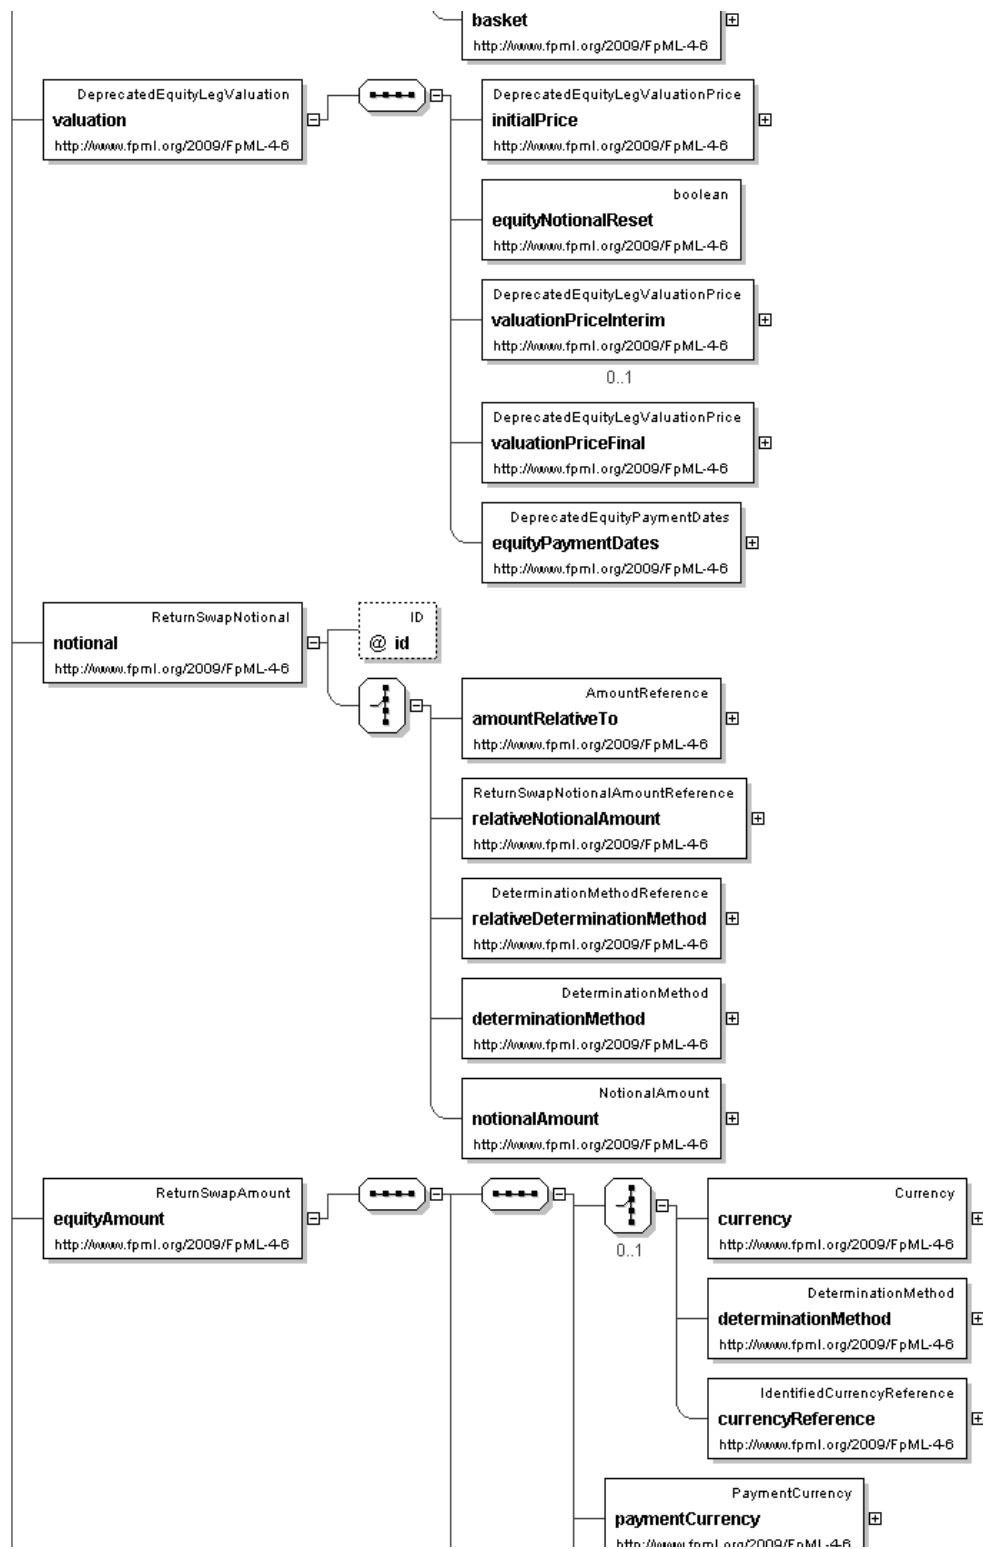 basket
http://www.fpml.org/2009/FpML-4-6
DeprecatedEquityLegValuation
valuation
http://www.fpml.org/2009/FpML-4-6
DeprecatedEquityLegValuationPrice
initialPrice
http://www.fpml.org/2009/FpML-4-6
boolean
equityNotionalReset
http://www.fpml.org/2009/FpML-4-6
DeprecatedEquityLegValuationPrice
valuationPriceInterim
http://www.fpml.org/2009/FpML-4-6
0..1
DeprecatedEquityLegValuationPrice
valuationPriceFinal
http://www.fpml.org/2009/FpML-4-6
DeprecatedEquityPaymentDates
equityPaymentDates
http://www.fpml.org/2009/FpML-4-6
ReturnSwapNotional
notional
http://www.fpml.org/2009/FpML-4-6
ID
@ id
AmountReference
amountRelativeTo
http://www.fpml.org/2009/FpML-4-6
ReturnSwapNotionalAmountReference
relativeNotionalAmount
http://www.fpml.org/2009/FpML-4-6
DeterminationMethodReference
relativeDeterminationMethod
http://www.fpml.org/2009/FpML-4-6
DeterminationMethod
determinationMethod
http://www.fpml.org/2009/FpML-4-6
NotionalAmount
notionalAmount
http://www.fpml.org/2009/FpML-4-6
ReturnSwapAmount
equityAmount
http://www.fpml.org/2009/FpML-4-6
0..1
Currency
currency
http://www.fpml.org/2009/FpML-4-6
DeterminationMethod
determinationMethod
http://www.fpml.org/2009/FpML-4-6
IdentifiedCurrencyReference
currencyReference
http://www.fpml.org/2009/FpML-4-6
PaymentCurrency
paymentCurrency
http://www.fpml.org/2009/FpML-4-6